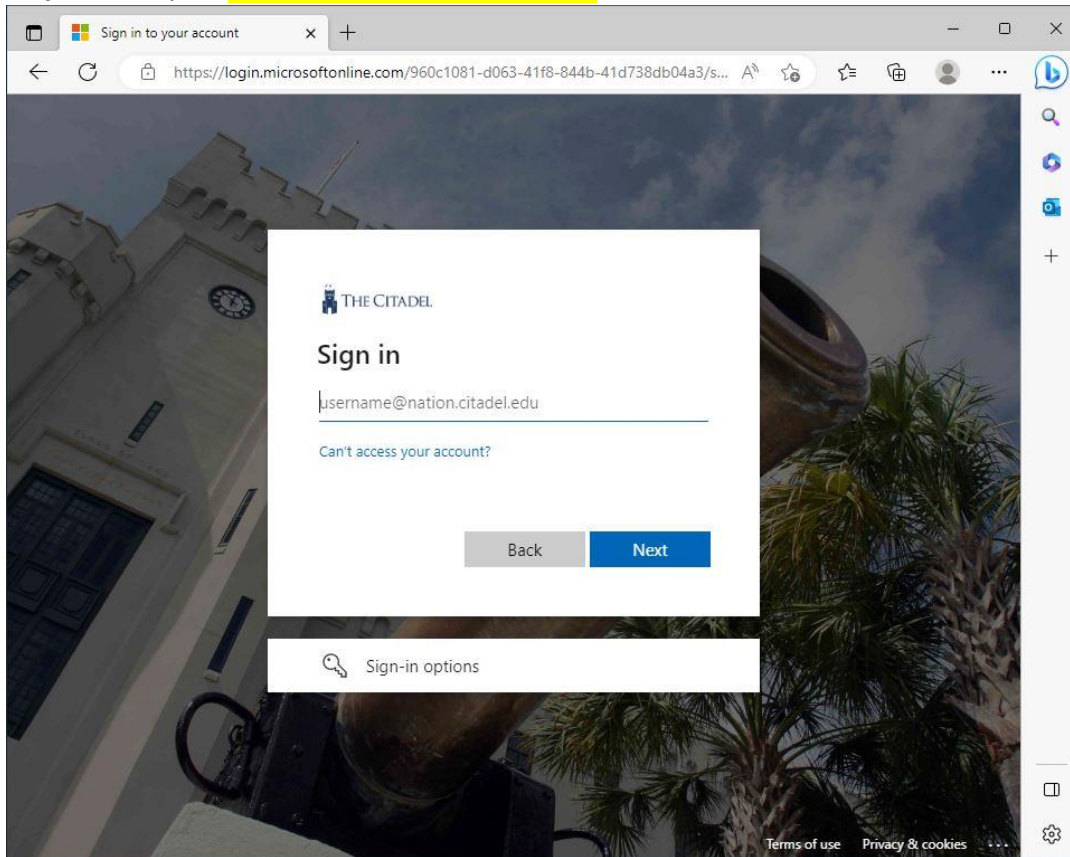 Sign in to your account
https://login.microsoftonline.com/960c1081-d063-41f8-844b-41d738db04a3/s...
THE CITADEL
Sign in
username@nation.citadel.edu
Can't access your account?
Back Next
Sign-in options
Terms of use Privacy & cookies ...